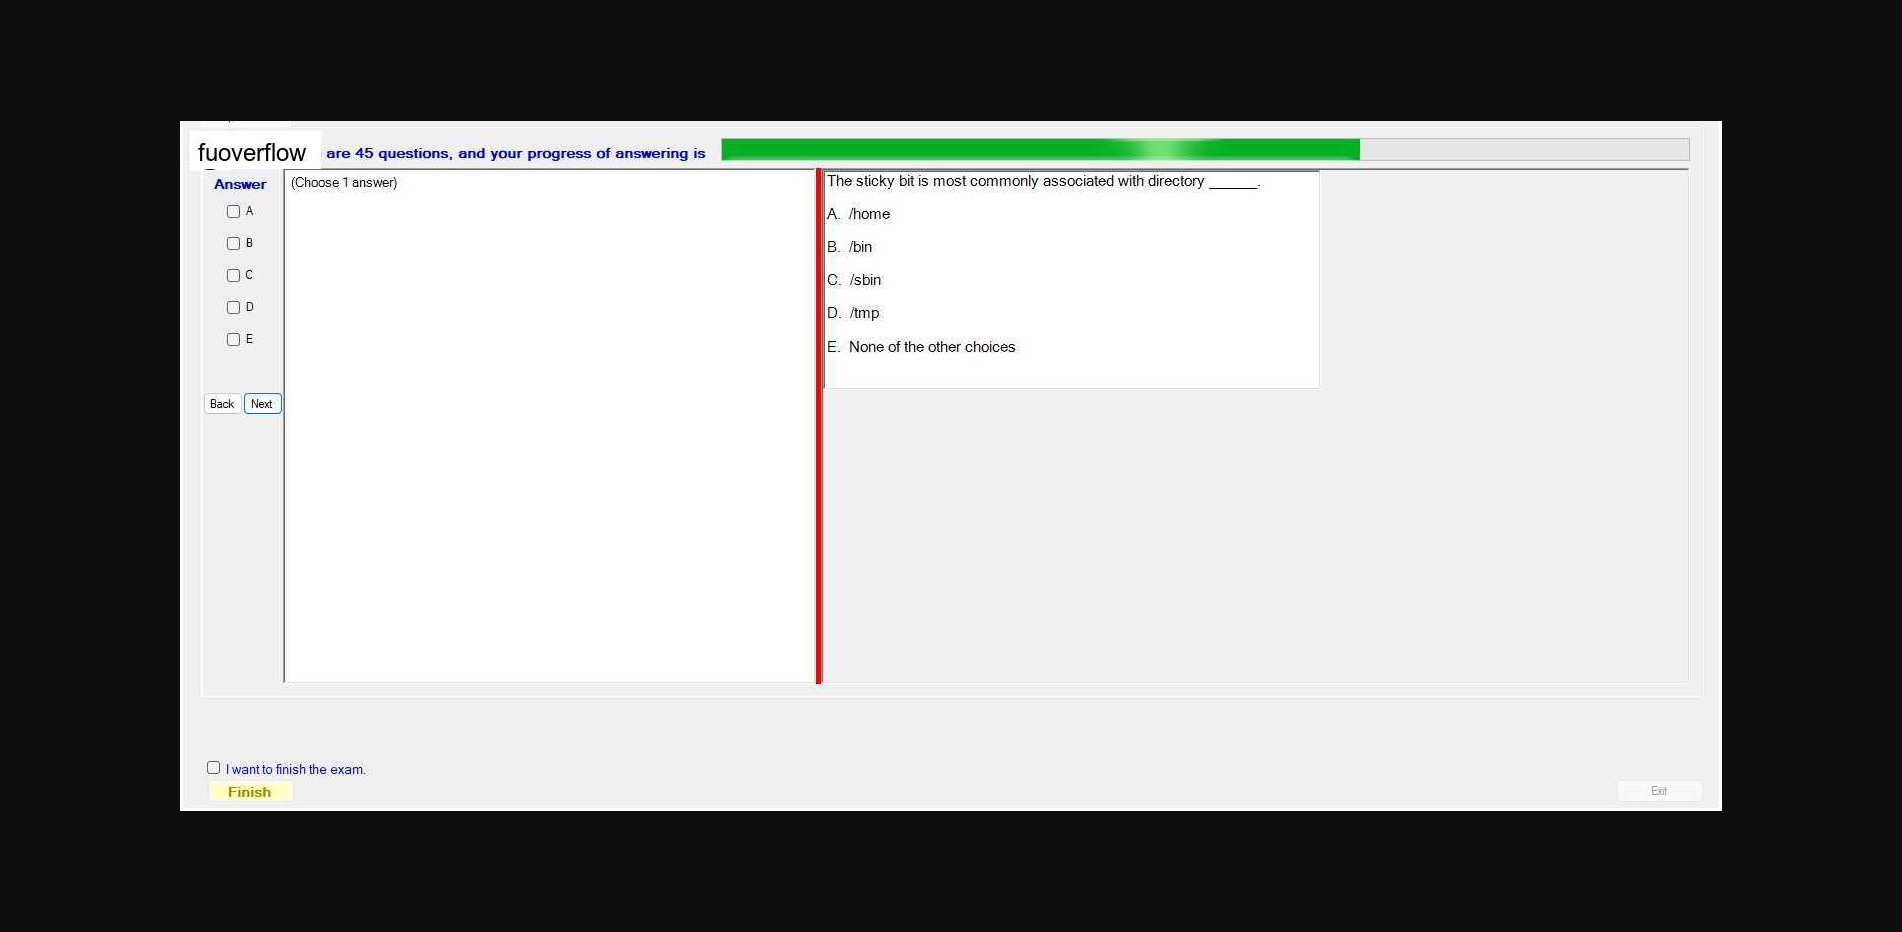 fuoverflow are 45 questions, and your progress of answering is
Answer
A
B
C
D
E
Back Next
(Choose 1 answer)
The sticky bit is most commonly associated with directory ______.
A. /home
B. /bin
C. /sbin
D. /tmp
E. None of the other choices
I want to finish the exam.
Finish
Exit